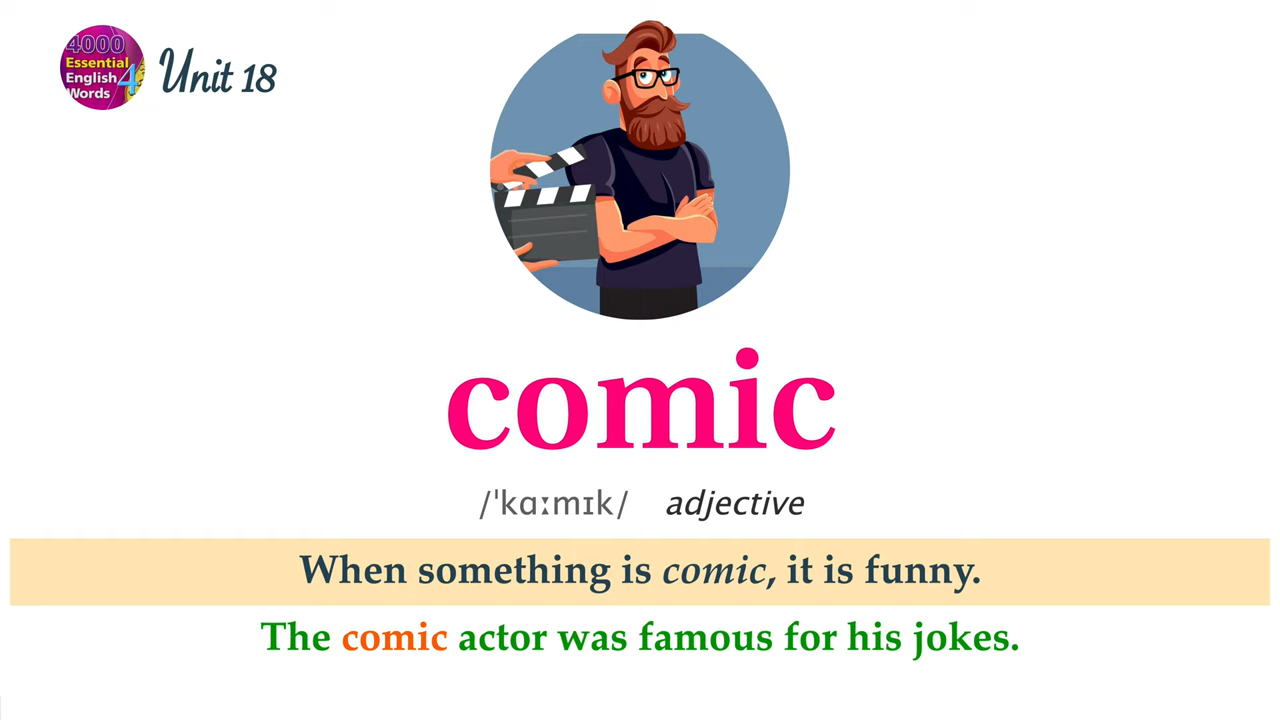 4000
Essential
English
Words
4
Unit 18
comic
/ˈkɑːmɪk/ adjective
When something is comic, it is funny.
The comic actor was famous for his jokes.